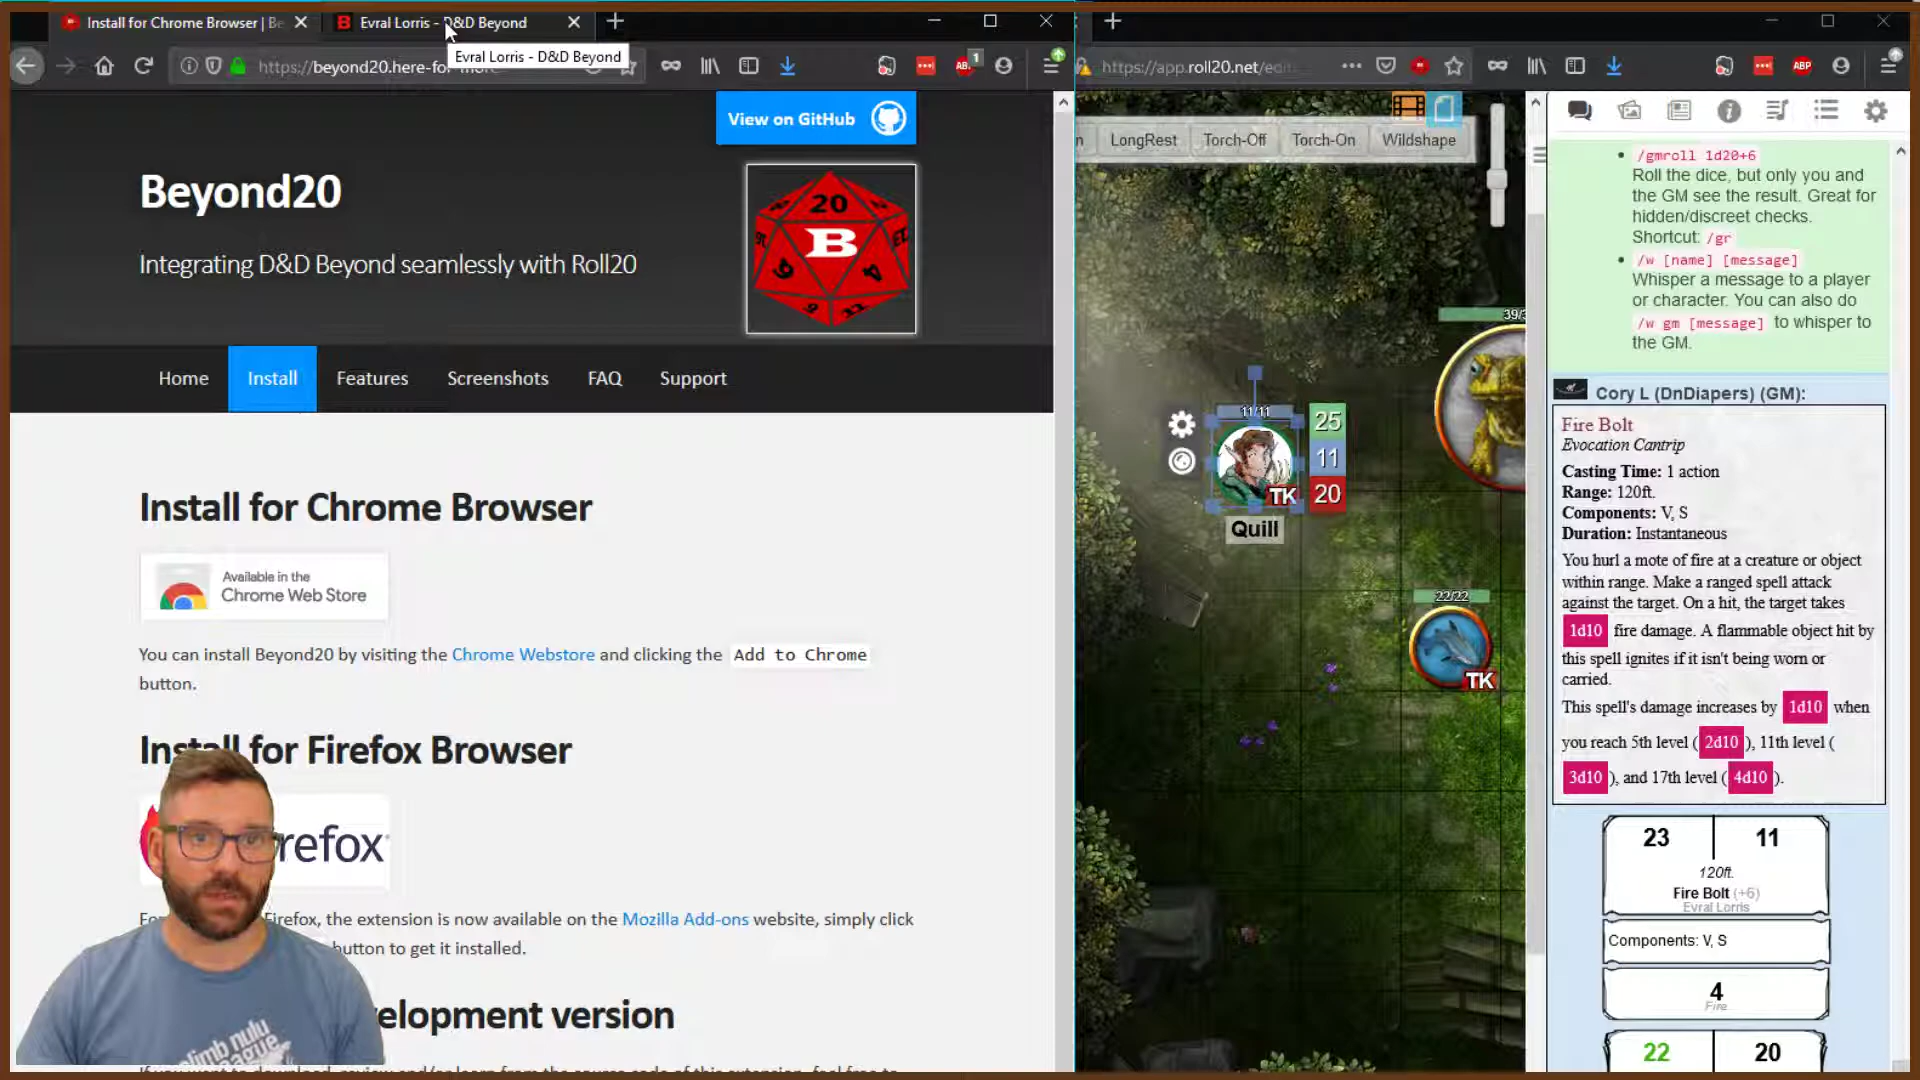 Install for Chrome Browser | Be
Evral Lorris - D&D Beyond
https://beyond20.here-fo
Evral Lorris - D&D Beyond
ABP
1
https://app.roll20.net/edi
ABP
View on GitHub
Beyond20
20
B
Integrating D&D Beyond seamlessly with Roll20
Home
Install
Features
Screenshots
FAQ
Support
Install for Chrome Browser
Available in the
Chrome Web Store
You can install Beyond20 by visiting the Chrome Webstore and clicking the Add to Chrome
button.
Install for Firefox Browser
refox
Firefox, the extension is now available on the Mozilla Add-ons website, simply click
button to get it installed.
elopment version
n
LongRest
Torch-Off
Torch-On
Wildshape
39/3
11/11
25
11
20
TK
Quill
22/22
TK
/gmroll 1d20+6
Roll the dice, but only you and
the GM see the result. Great for
hidden/discreet checks.
Shortcut: /gr
/w [name] [message]
Whisper a message to a player
or character. You can also do
/w gm [message] to whisper to
the GM.
Cory L (DnDiapers) (GM):
Fire Bolt
Evocation Cantrip
Casting Time: 1 action
Range: 120ft.
Components: V, S
Duration: Instantaneous
You hurl a mote of fire at a creature or object
within range. Make a ranged spell attack
against the target. On a hit, the target takes
1d10 fire damage. A flammable object hit by
this spell ignites if it isn't being worn or
carried.
This spell's damage increases by 1d10 when
you reach 5th level ( 2d10 ), 11th level (
3d10 ), and 17th level ( 4d10 ).
23
11
120ft.
Fire Bolt (+6)
Evral Lorris
Components: V, S
4
Fire
22
20